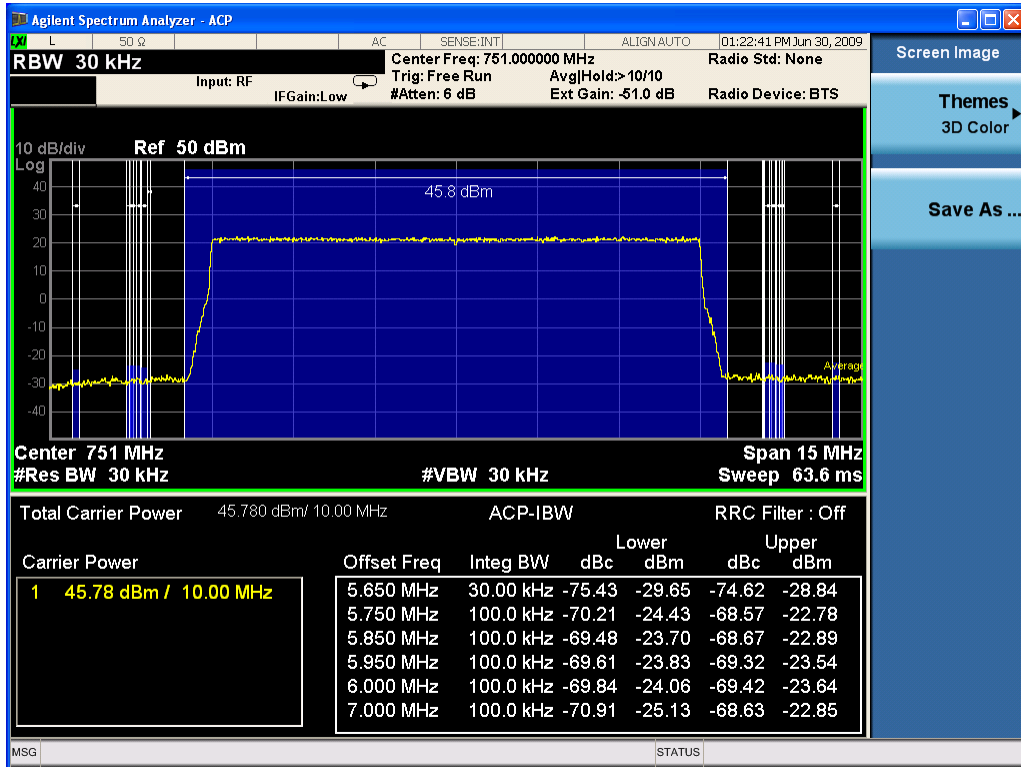 Agilent Spectrum Analyzer - ACP
LXI L 50 Ω AC SENSE:INT ALIGN AUTO 01:22:41 PM Jun 30, 2009
RBW 30 kHz
Input: RF
IFGain:Low
Center Freq: 751.000000 MHz
Trig: Free Run Avg|Hold:>10/10
#Atten: 6 dB Ext Gain: -51.0 dB
Radio Std: None
Radio Device: BTS
10 dB/div Ref 50 dBm
Log
40
30
20
10
0
-10
-20
-30
-40
45.8 dBm
Average
Center 751 MHz Span 15 MHz
#Res BW 30 kHz #VBW 30 kHz Sweep 63.6 ms
Total Carrier Power 45.780 dBm/ 10.00 MHz ACP-IBW RRC Filter : Off
Lower Upper
Carrier Power Offset Freq Integ BW dBc dBm dBc dBm
1 45.78 dBm / 10.00 MHz
5.650 MHz 30.00 kHz -75.43 -29.65 -74.62 -28.84
5.750 MHz 100.0 kHz -70.21 -24.43 -68.57 -22.78
5.850 MHz 100.0 kHz -69.48 -23.70 -68.67 -22.89
5.950 MHz 100.0 kHz -69.61 -23.83 -69.32 -23.54
6.000 MHz 100.0 kHz -69.84 -24.06 -69.42 -23.64
7.000 MHz 100.0 kHz -70.91 -25.13 -68.63 -22.85
MSG STATUS
Screen Image
Themes
3D Color
Save As ...